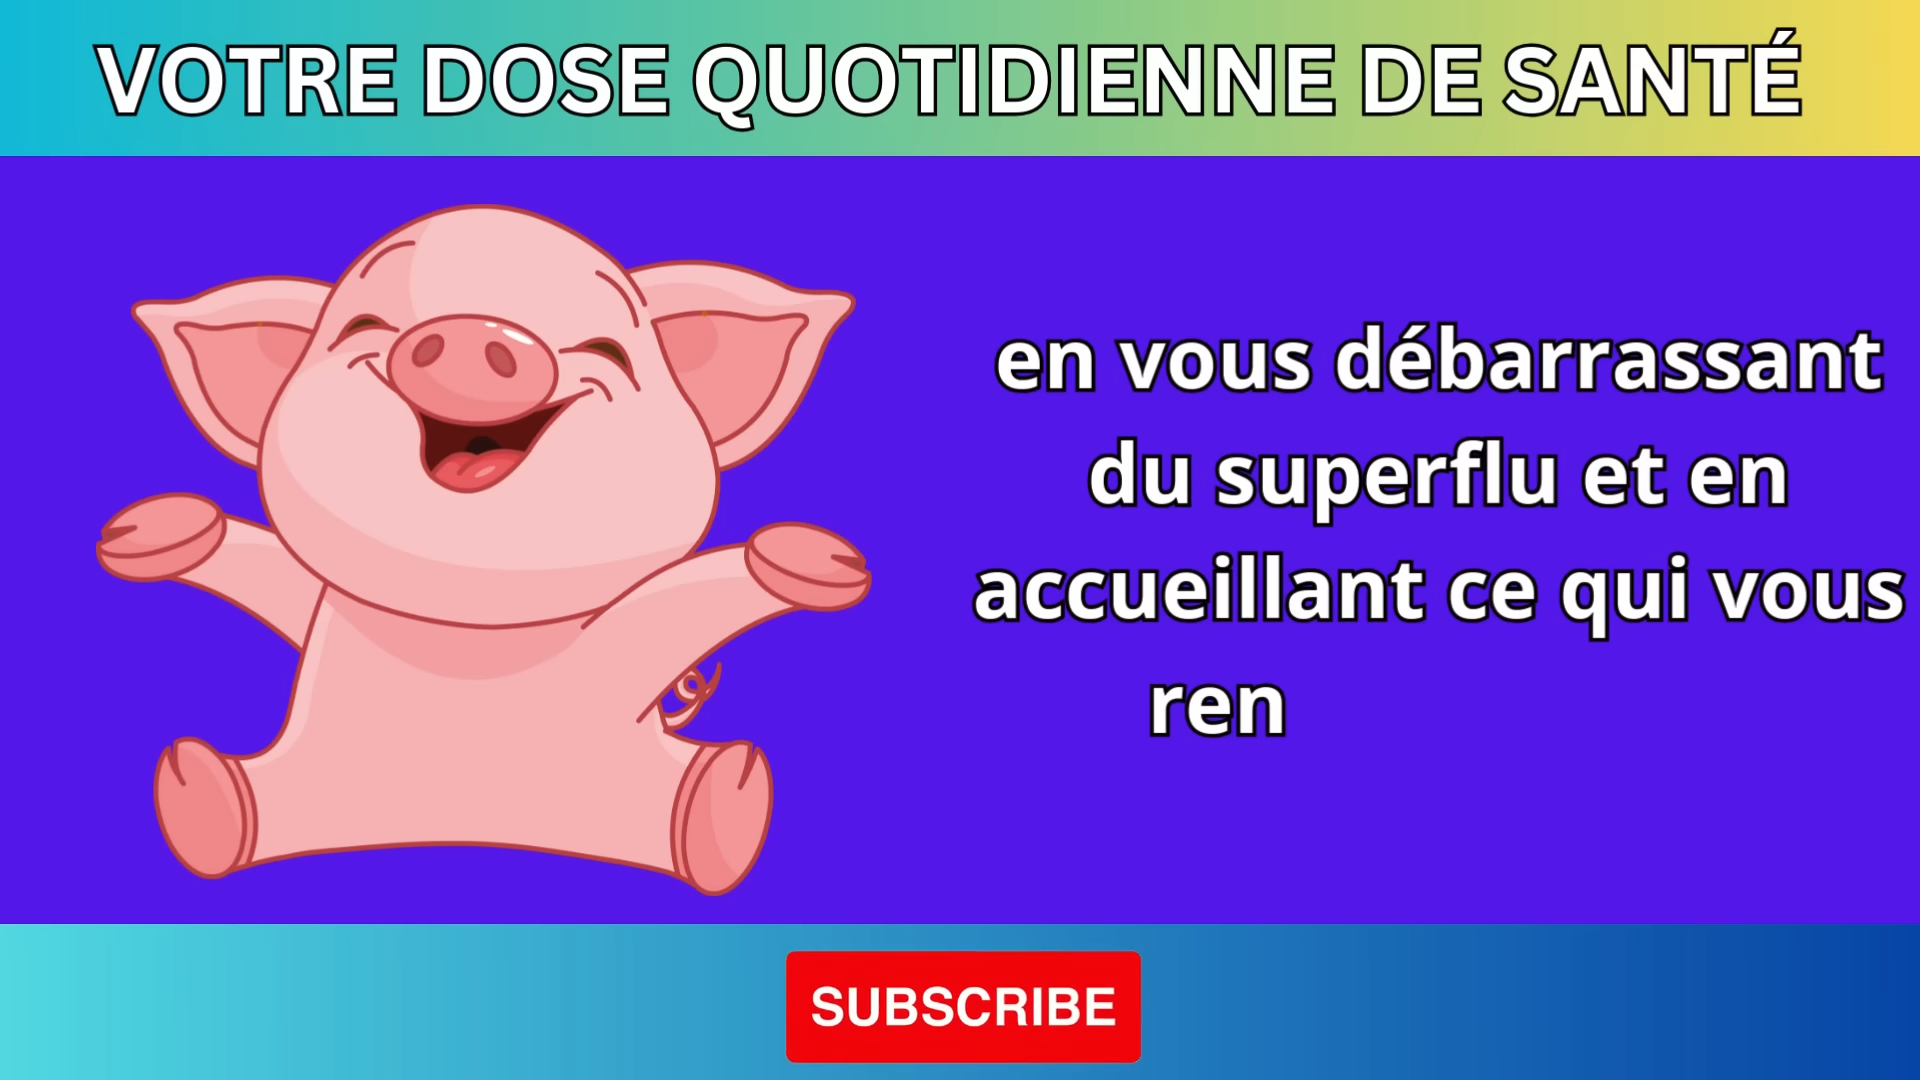 VOTRE DOSE QUOTIDIENNE DE SANTÉ
en vous débarrassant
du superflu et en
accueillant ce qui vous
ren
SUBSCRIBE